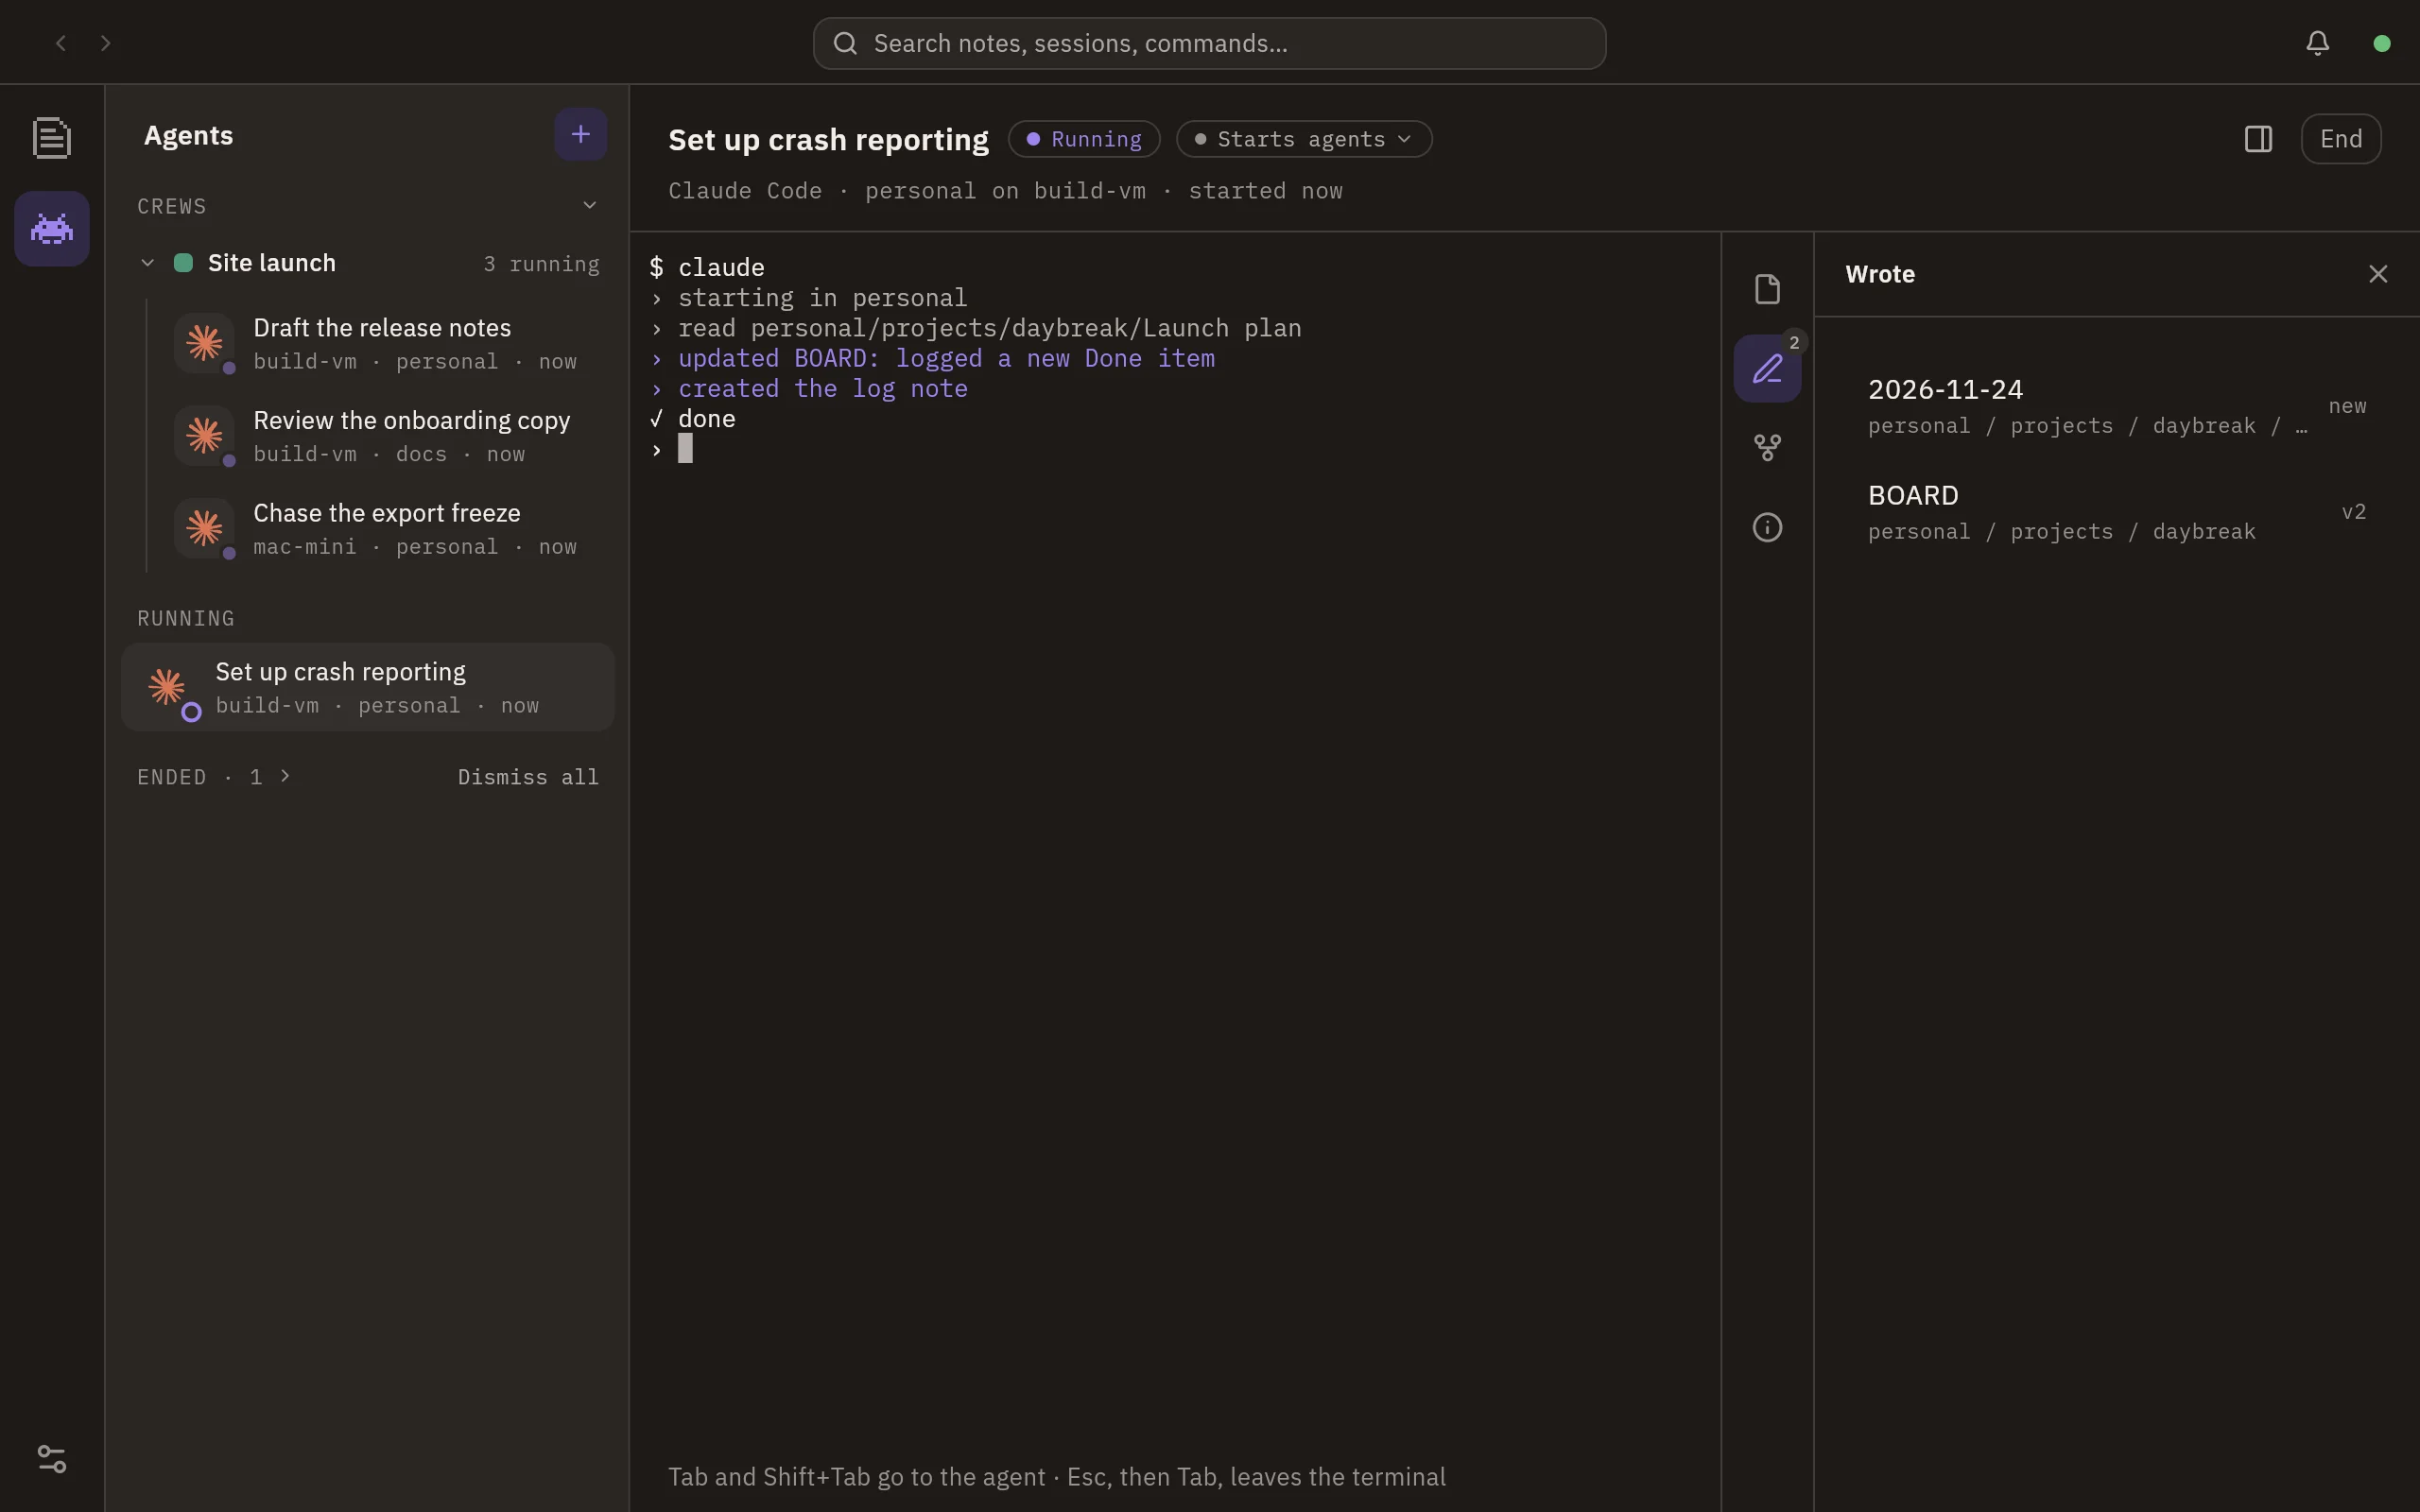 Search notes, sessions, commands...
Agents
CREWS
Site launch
3 running
Draft the release notes
build-vm · personal · now
Review the onboarding copy
build-vm · docs · now
Chase the export freeze
mac-mini · personal · now
RUNNING
Set up crash reporting
build-vm · personal · now
ENDED · 1
Dismiss all
Set up crash reporting
Running
Starts agents
End
Claude Code · personal on build-vm · started now
$ claude
› starting in personal
› read personal/projects/daybreak/Launch plan
› updated BOARD: logged a new Done item
› created the log note
✓ done
›
Tab and Shift+Tab go to the agent · Esc, then Tab, leaves the terminal
2
Wrote
2026-11-24
personal / projects / daybreak / …
new
BOARD
personal / projects / daybreak
v2